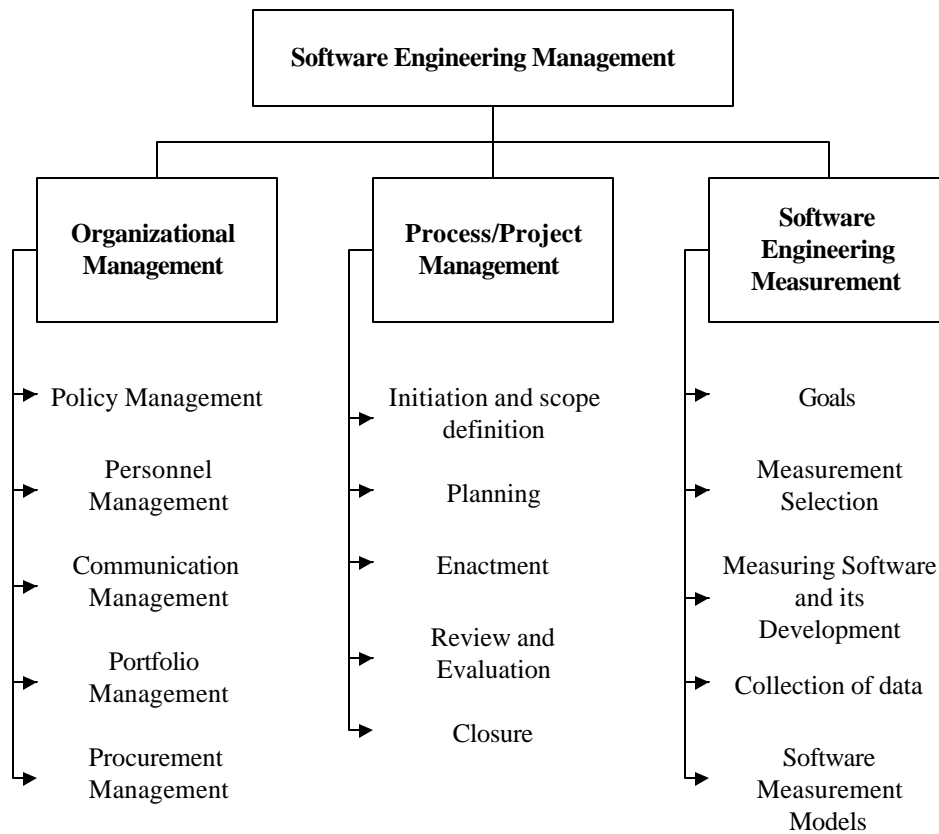 Software Engineering Management
Organizational
Management
Process/Project
Management
Software
Engineering
Measurement
Policy Management
Personnel
Management
Communication
Management
Portfolio
Management
Procurement
Management
Initiation and scope
definition
Planning
Enactment
Review and
Evaluation
Closure
Goals
Measurement
Selection
Measuring Software
and its
Development
Collection of data
Software
Measurement
Models